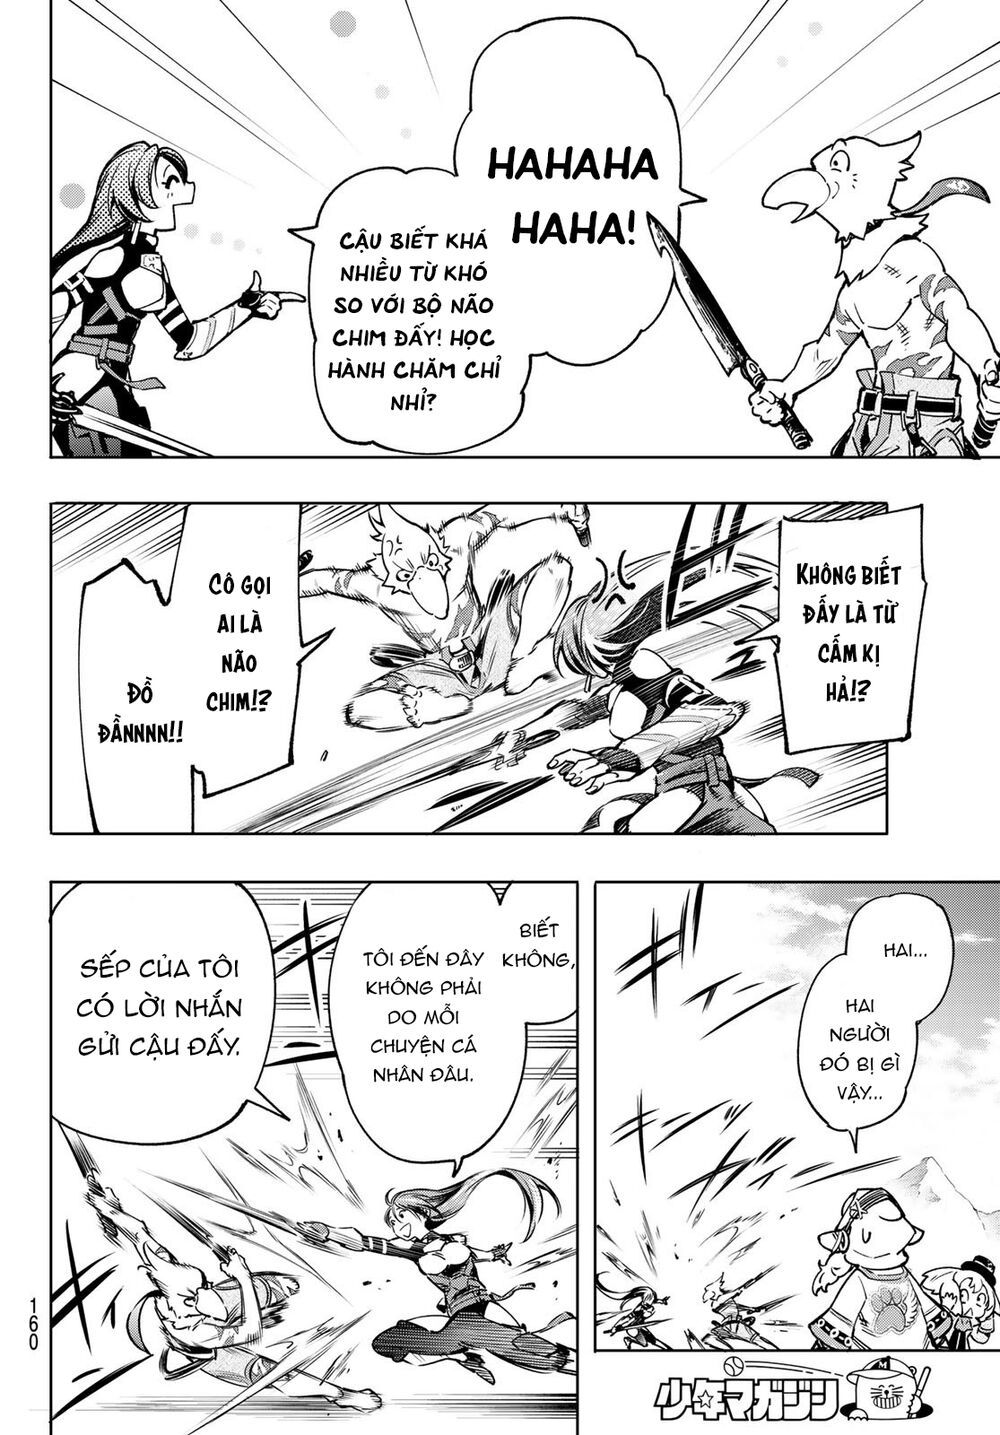 HAHAHA
HAHA!
CẬU BIẾT KHÁ
NHIỀU TỪ KHÓ
SO VỚI BỘ NÃO
CHIM ĐẤY! HỌC
HÀNH CHĂM CHỈ
NHỈ?
KHÔNG BIẾT
ĐẤY LÀ TỪ
CẤM KỊ
HẢ!?
CÔ GỌI
AI LÀ
NÃO
CHIM!?
ĐỒ
ĐẦNNNN!!
HAI...
HAI
NGƯỜI
ĐÓ BỊ GÌ
VẬY...
BIẾT
KHÔNG,
TÔI ĐẾN ĐÂY
KHÔNG PHẢI
DO MỖI
CHUYỆN CÁ
NHÂN ĐÂU.
SẾP CỦA TÔI
CÓ LỜI NHẮN
GỬI CẬU ĐẤY.
160
少年マガジン
M